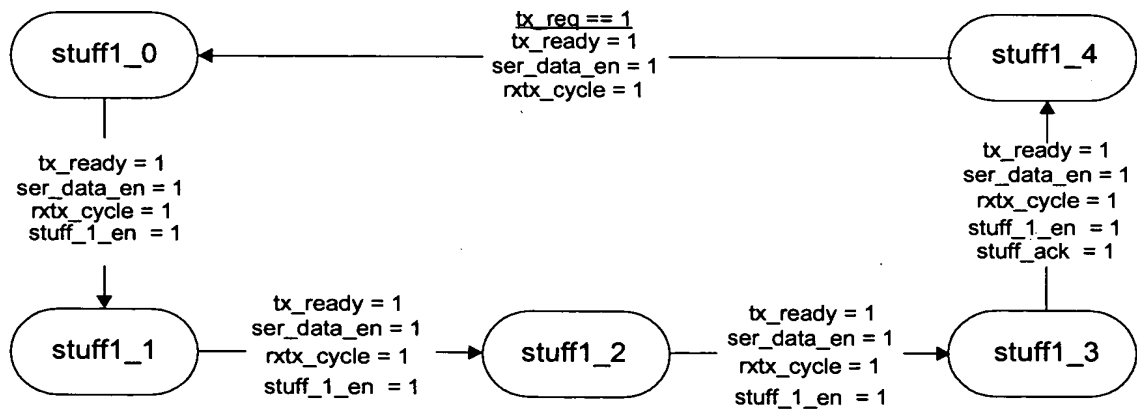 stuff1_0
tx_req == 1
tx_ready = 1
ser_data_en = 1
rxtx_cycle = 1
stuff1_4
tx_ready = 1
ser_data_en = 1
rxtx_cycle = 1
stuff_1_en = 1
tx_ready = 1
ser_data_en = 1
rxtx_cycle = 1
stuff_1_en = 1
stuff_ack = 1
stuff1_1
tx_ready = 1
ser_data_en = 1
rxtx_cycle = 1
stuff_1_en = 1
stuff1_2
tx_ready = 1
ser_data_en = 1
rxtx_cycle = 1
stuff_1_en = 1
stuff1_3